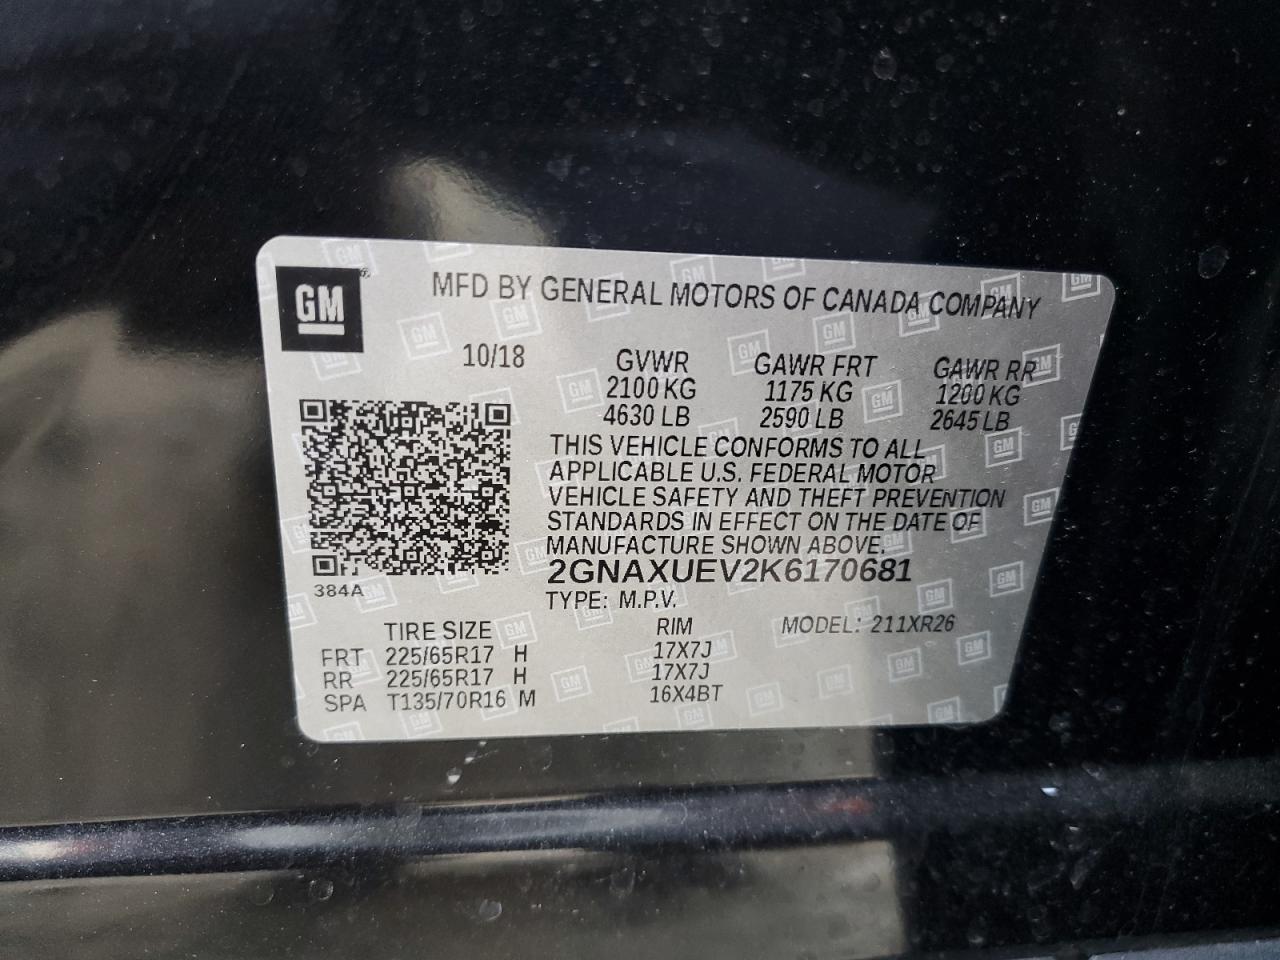 GM
MFD BY GENERAL MOTORS OF CANADA COMPANY
10/18 GVWR GAWR FRT GAWR RR
2100 KG 1175 KG 1200 KG
4630 LB 2590 LB 2645 LB
THIS VEHICLE CONFORMS TO ALL
APPLICABLE U.S. FEDERAL MOTOR
VEHICLE SAFETY AND THEFT PREVENTION
STANDARDS IN EFFECT ON THE DATE OF
MANUFACTURE SHOWN ABOVE.
2GNAXUEV2K6170681
384A
TYPE: M.P.V.
TIRE SIZE RIM MODEL: 211XR26
FRT 225/65R17 H 17X7J
RR 225/65R17 H 17X7J
SPA T135/70R16 M 16X4BT